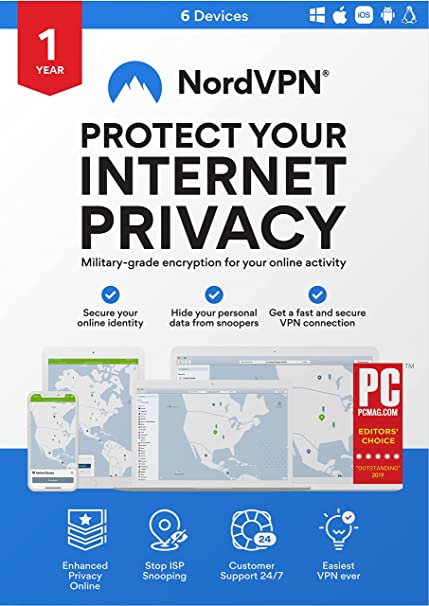 6 Devices
iOS
1
YEAR
NordVPN®
PROTECT YOUR
INTERNET
PRIVACY
Military-grade encryption for your online activity
Secure your
online identity
Hide your personal
data from snoopers
Get a fast and secure
VPN connection
PC
™
PCMAG.COM
EDITORS'
CHOICE
"OUTSTANDING"
2019
24
Enhanced
Privacy
Online
Stop ISP
Snooping
Customer
Support 24/7
Easiest
VPN ever